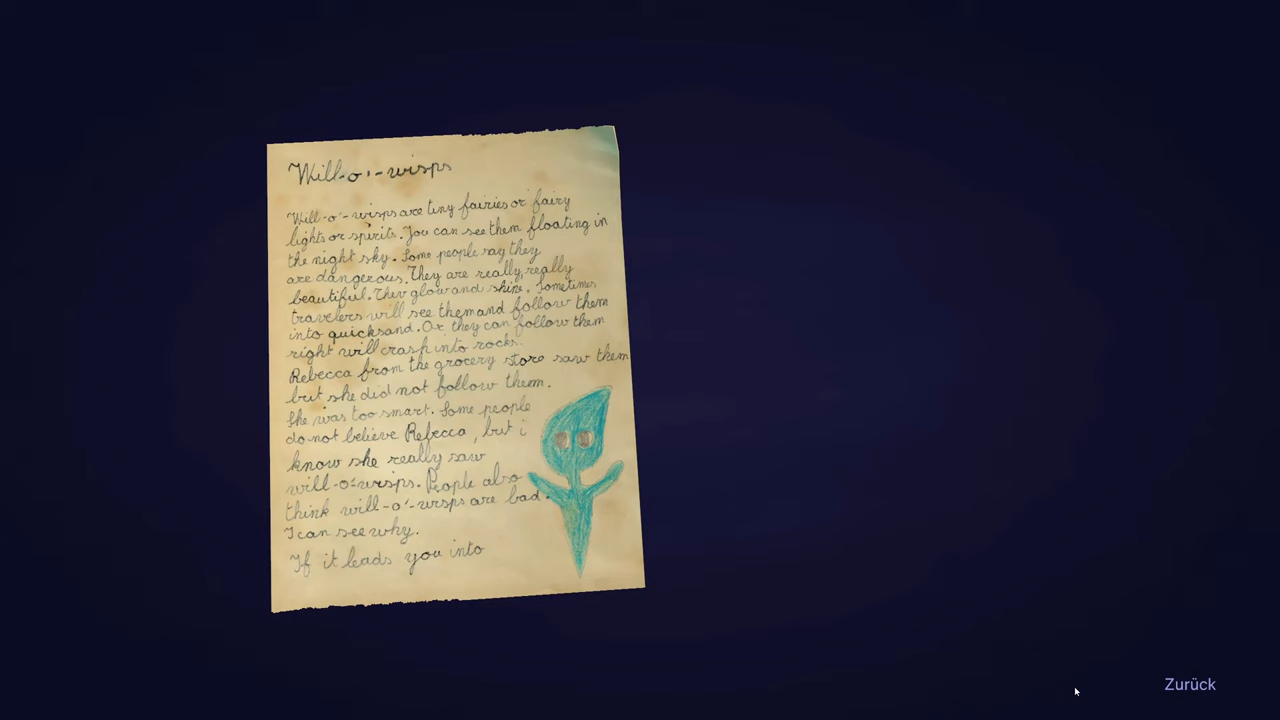 Will-o'-wisps
Will-o'-wisps are tiny fairies or fairy
lights or spirits. You can see them floating in
the night sky. Some people say they
are dangerous. They are really, really
beautiful. They glow and shine. Sometimes
travelers will see them and follow them
into quicksand. Or they can follow them
right will crash into rocks.
Rebecca from the grocery store saw them
but she did not follow them.
She was too smart. Some people
do not believe Rebecca, but i
know she really saw
will-o'-wisps. People also
think will-o'-wisps are bad.
I can see why.
If it leads you into
Zurück